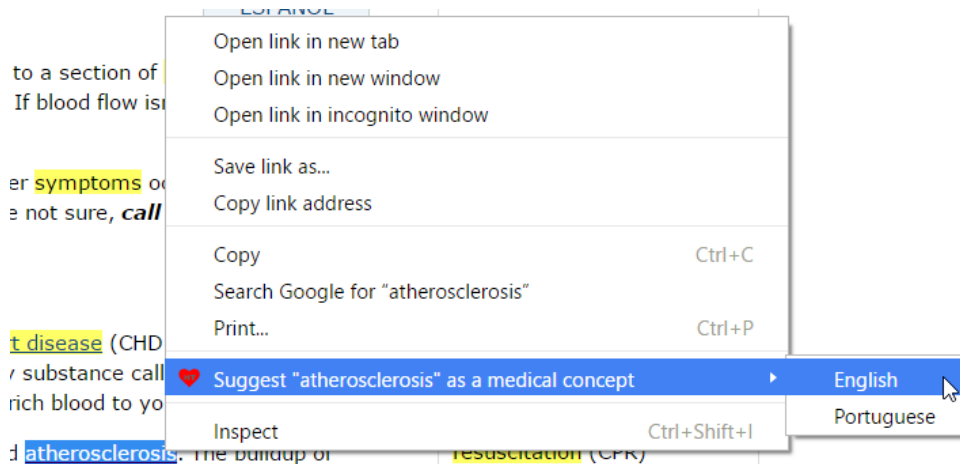 ESPAÑOL
Open link in new tab
to a section of
Open link in new window
If blood flow isn
Open link in incognito window
Save link as...
er symptoms oc
Copy link address
e not sure, call
Copy Ctrl+C
Search Google for “atherosclerosis”
t disease (CHD
Print... Ctrl+P
y substance call
Suggest "atherosclerosis" as a medical concept English
rich blood to yo
Portuguese
Inspect Ctrl+Shift+I
d atherosclerosis. The buildup of resuscitation (CPR)